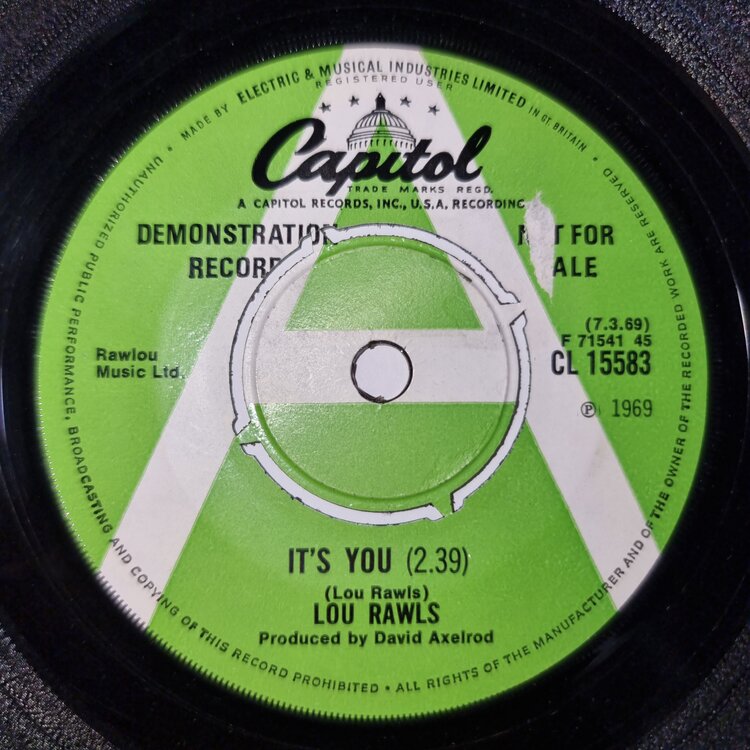 MADE BY ELECTRIC & MUSICAL INDUSTRIES LIMITED IN GT. BRITAIN •
REGISTERED USER
Capitol
TRADE MARKS REGD.
A CAPITOL RECORDS, INC., U.S.A. RECORDING
DEMONSTRATION
NOT FOR
RECORD
SALE
(7.3.69)
F 71541 45
CL 15583
Rawlou
Music Ltd.
℗ 1969
A
IT'S YOU (2.39)
(Lou Rawls)
LOU RAWLS
Produced by David Axelrod
UNAUTHORIZED PUBLIC PERFORMANCE, BROADCASTING AND COPYING OF THIS RECORD PROHIBITED • ALL RIGHTS OF THE MANUFACTURER AND OF THE OWNER OF THE RECORDED WORK ARE RESERVED •